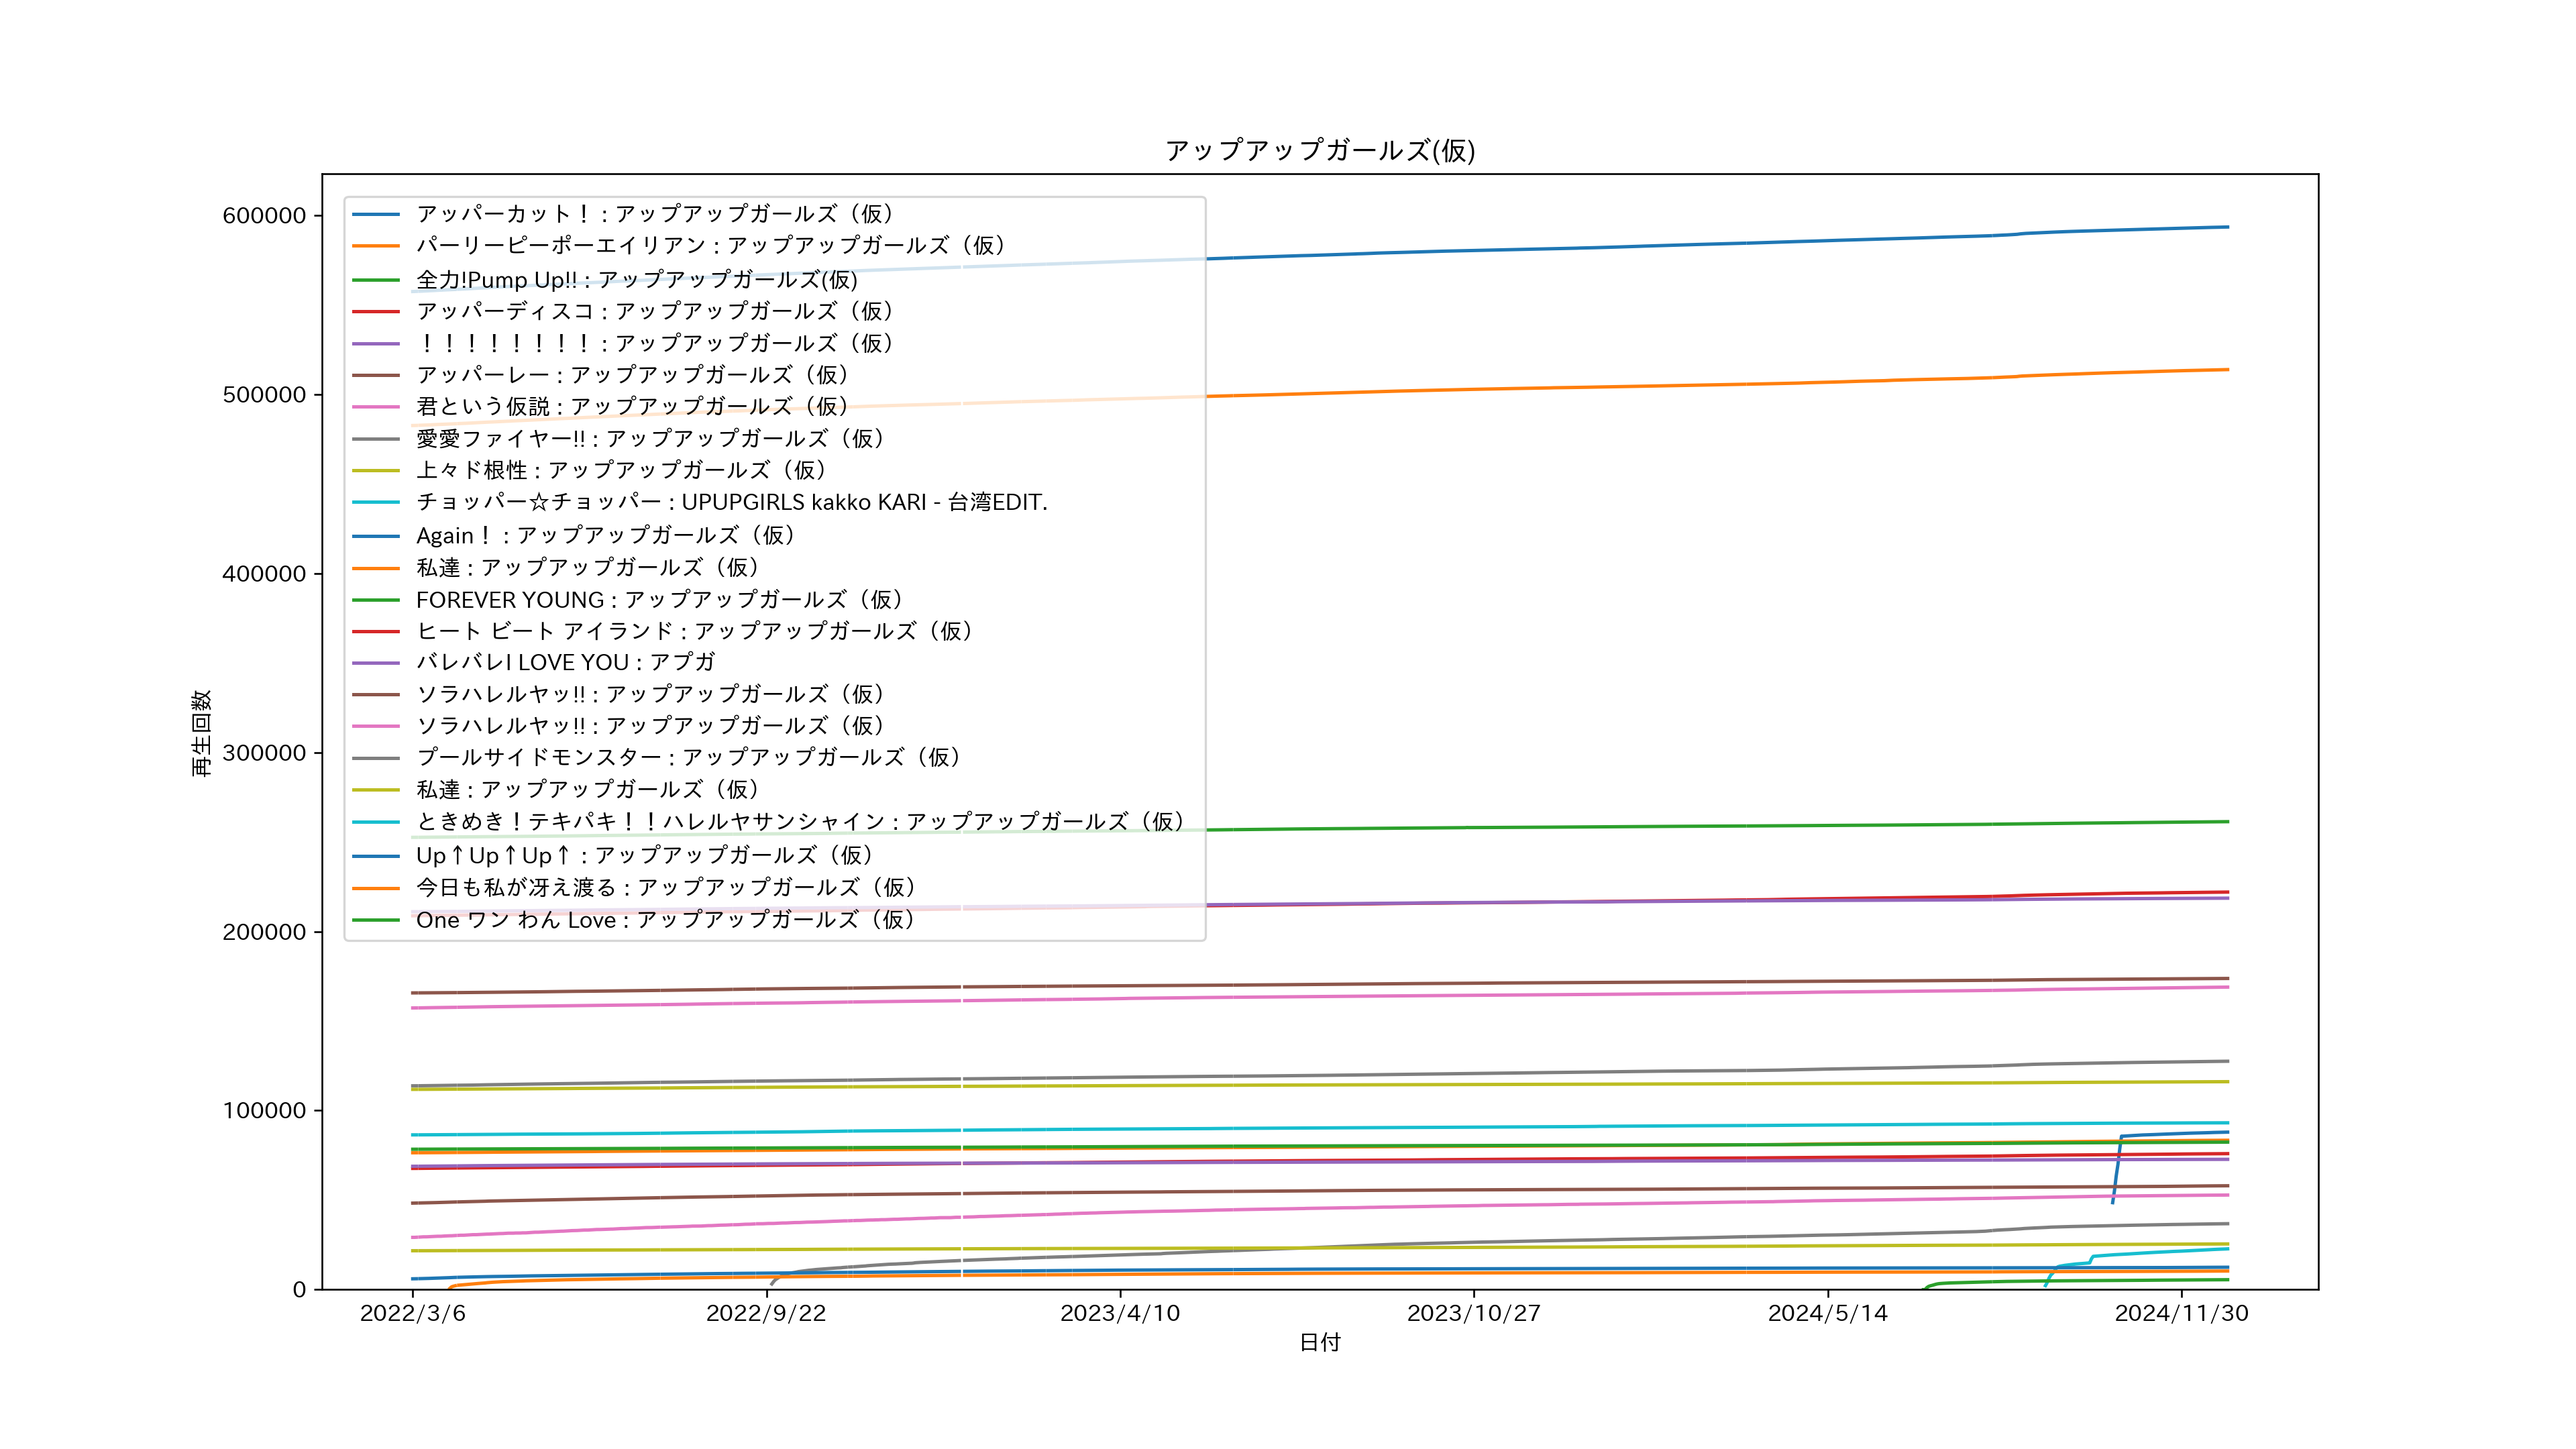 アップアップガールズ(仮)
600000
500000
400000
300000
200000
100000
0
再生回数
アッパーカット！ : アップアップガールズ（仮）
パーリーピーポーエイリアン : アップアップガールズ（仮）
全力!Pump Up!! : アップアップガールズ(仮)
アッパーディスコ : アップアップガールズ（仮）
！！！！！！！！ : アップアップガールズ（仮）
アッパーレー : アップアップガールズ（仮）
君という仮説 : アップアップガールズ（仮）
愛愛ファイヤー!! : アップアップガールズ（仮）
上々ド根性 : アップアップガールズ（仮）
チョッパー☆チョッパー : UPUPGIRLS kakko KARI - 台湾EDIT.
Again！ : アップアップガールズ（仮）
私達 : アップアップガールズ（仮）
FOREVER YOUNG : アップアップガールズ（仮）
ヒート ビート アイランド : アップアップガールズ（仮）
バレバレI LOVE YOU : アプガ
ソラハレルヤッ!! : アップアップガールズ（仮）
ソラハレルヤッ!! : アップアップガールズ（仮）
プールサイドモンスター : アップアップガールズ（仮）
私達 : アップアップガールズ（仮）
ときめき！テキパキ！！ハレルヤサンシャイン : アップアップガールズ（仮）
Up↑Up↑Up↑ : アップアップガールズ（仮）
今日も私が冴え渡る : アップアップガールズ（仮）
One ワン わん Love : アップアップガールズ（仮）
2022/3/6 2022/9/22 2023/4/10 2023/10/27 2024/5/14 2024/11/30
日付